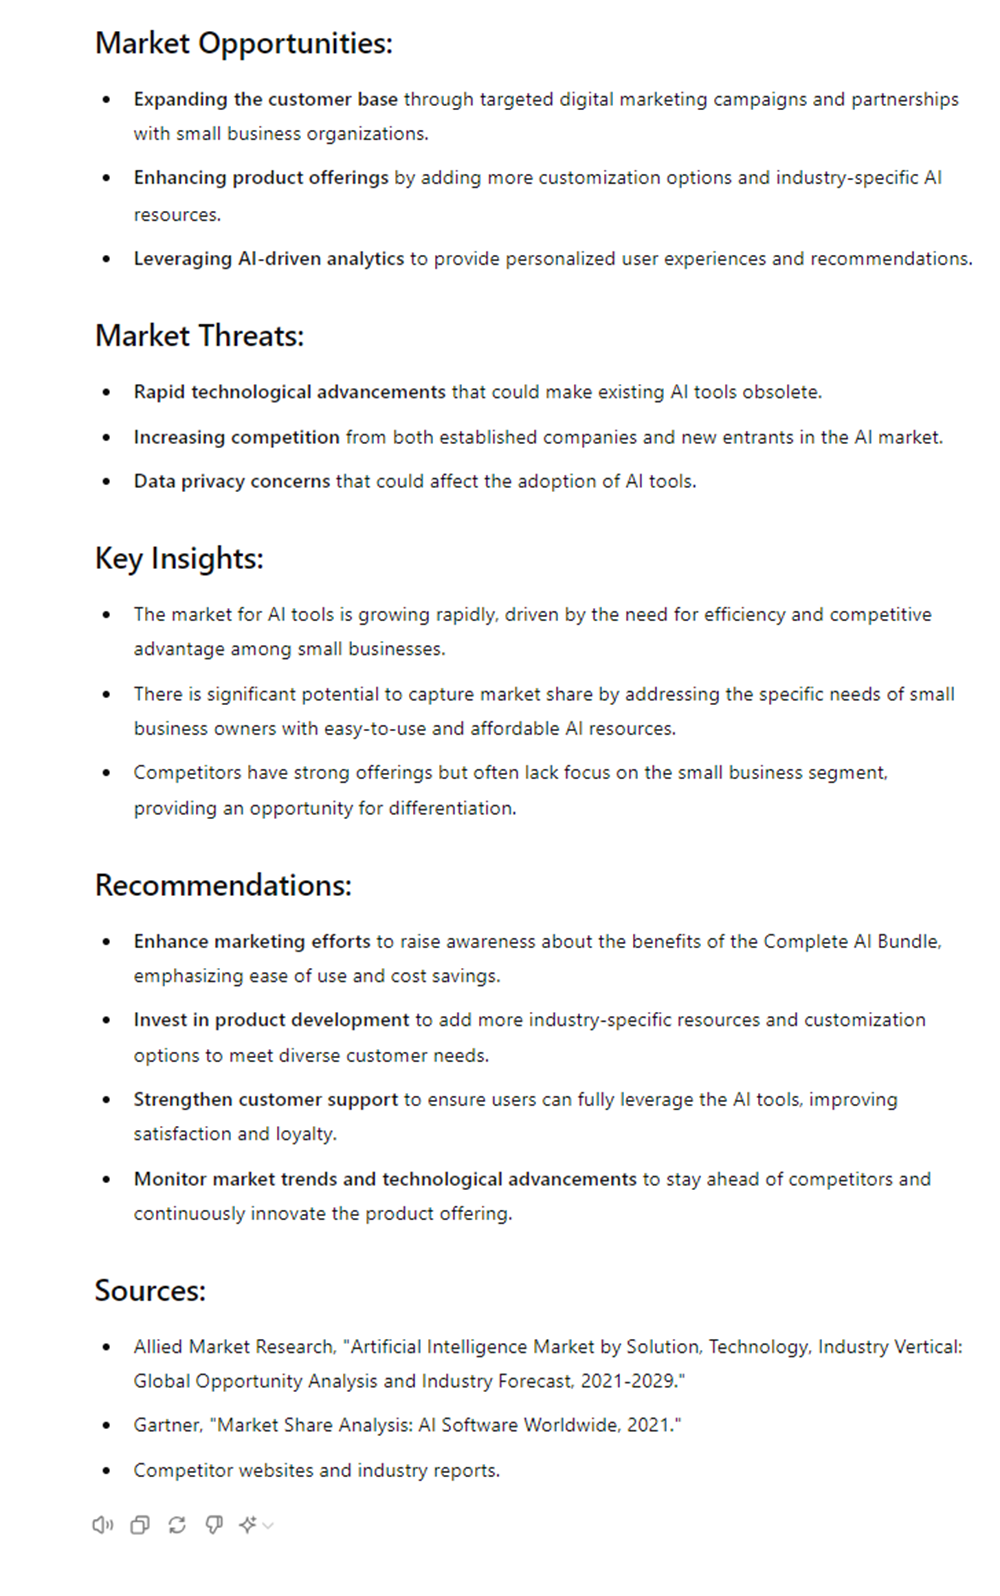 Market Opportunities:
• Expanding the customer base through targeted digital marketing campaigns and partnerships
with small business organizations.
• Enhancing product offerings by adding more customization options and industry-specific AI
resources.
• Leveraging AI-driven analytics to provide personalized user experiences and recommendations.
Market Threats:
• Rapid technological advancements that could make existing AI tools obsolete.
• Increasing competition from both established companies and new entrants in the AI market.
• Data privacy concerns that could affect the adoption of AI tools.
Key Insights:
• The market for AI tools is growing rapidly, driven by the need for efficiency and competitive
advantage among small businesses.
• There is significant potential to capture market share by addressing the specific needs of small
business owners with easy-to-use and affordable AI resources.
• Competitors have strong offerings but often lack focus on the small business segment,
providing an opportunity for differentiation.
Recommendations:
• Enhance marketing efforts to raise awareness about the benefits of the Complete AI Bundle,
emphasizing ease of use and cost savings.
• Invest in product development to add more industry-specific resources and customization
options to meet diverse customer needs.
• Strengthen customer support to ensure users can fully leverage the AI tools, improving
satisfaction and loyalty.
• Monitor market trends and technological advancements to stay ahead of competitors and
continuously innovate the product offering.
Sources:
• Allied Market Research, "Artificial Intelligence Market by Solution, Technology, Industry Vertical:
Global Opportunity Analysis and Industry Forecast, 2021-2029."
• Gartner, "Market Share Analysis: AI Software Worldwide, 2021."
• Competitor websites and industry reports.